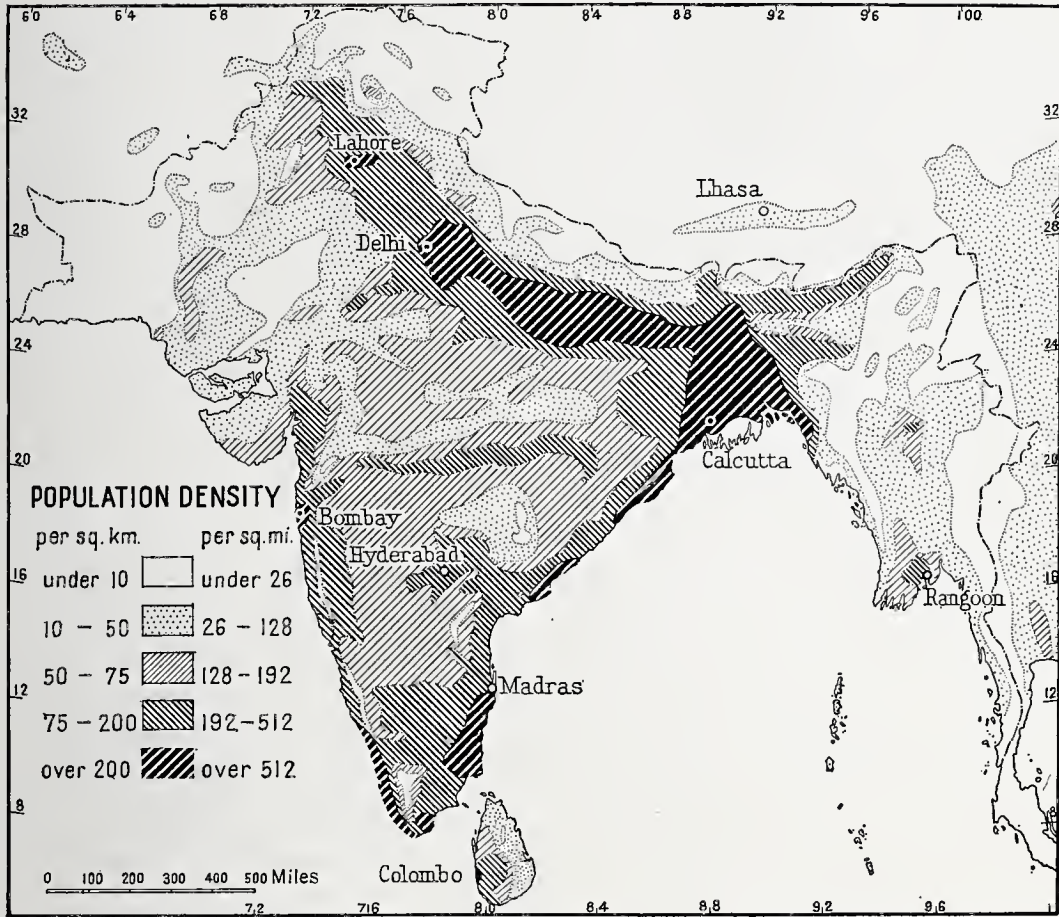 60 64 68 72 76 80 84 88 92 96 100
32 32
Lahore
Lhasa
28 28
Delhi
24 24
20 20
Calcutta
POPULATION DENSITY
per sq. km. per sq. mi.
Bombay
Hyderabad
under 10 under 26
16 16
Rangoon
10 – 50 26 – 128
50 – 75 128 – 192
Madras
12 12
75 – 200 192 – 512
over 200 over 512
8 8
Colombo
0 100 200 300 400 500 Miles
72 76 80 84 88 92 96